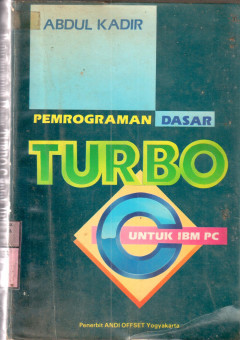 ABDUL KADIR
PEMROGRAMAN DASAR
TURBO
C
UNTUK IBM PC
Penerbit ANDI OFFSET Yogyakarta